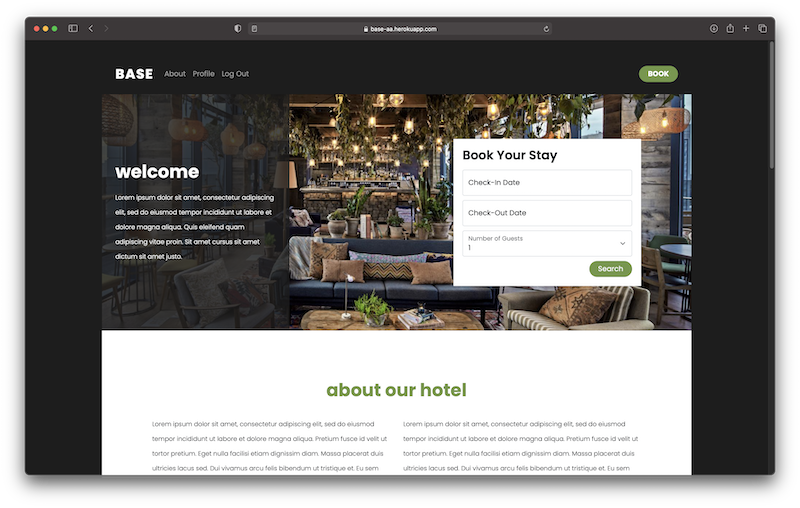 base-aa.herokuapp.com
BASE About Profile Log Out BOOK
welcome
Lorem ipsum dolor sit amet, consectetur adipiscing
elit, sed do eiusmod tempor incididunt ut labore et
dolore magna aliqua. Quis eleifend quam
adipiscing vitae proin. Sit amet cursus sit amet
dictum sit amet justo.
Book Your Stay
Check-In Date
Check-Out Date
Number of Guests
1
Search
about our hotel
Lorem ipsum dolor sit amet, consectetur adipiscing elit, sed do eiusmod
tempor incididunt ut labore et dolore magna aliqua. Pretium fusce id velit ut
tortor pretium. Eget nulla facilisi etiam dignissim diam. Massa placerat duis
ultricies lacus sed. Dui vivamus arcu felis bibendum ut tristique et. Eu sem
Lorem ipsum dolor sit amet, consectetur adipiscing elit, sed do eiusmod
tempor incididunt ut labore et dolore magna aliqua. Pretium fusce id velit ut
tortor pretium. Eget nulla facilisi etiam dignissim diam. Massa placerat duis
ultricies lacus sed. Dui vivamus arcu felis bibendum ut tristique et. Eu sem